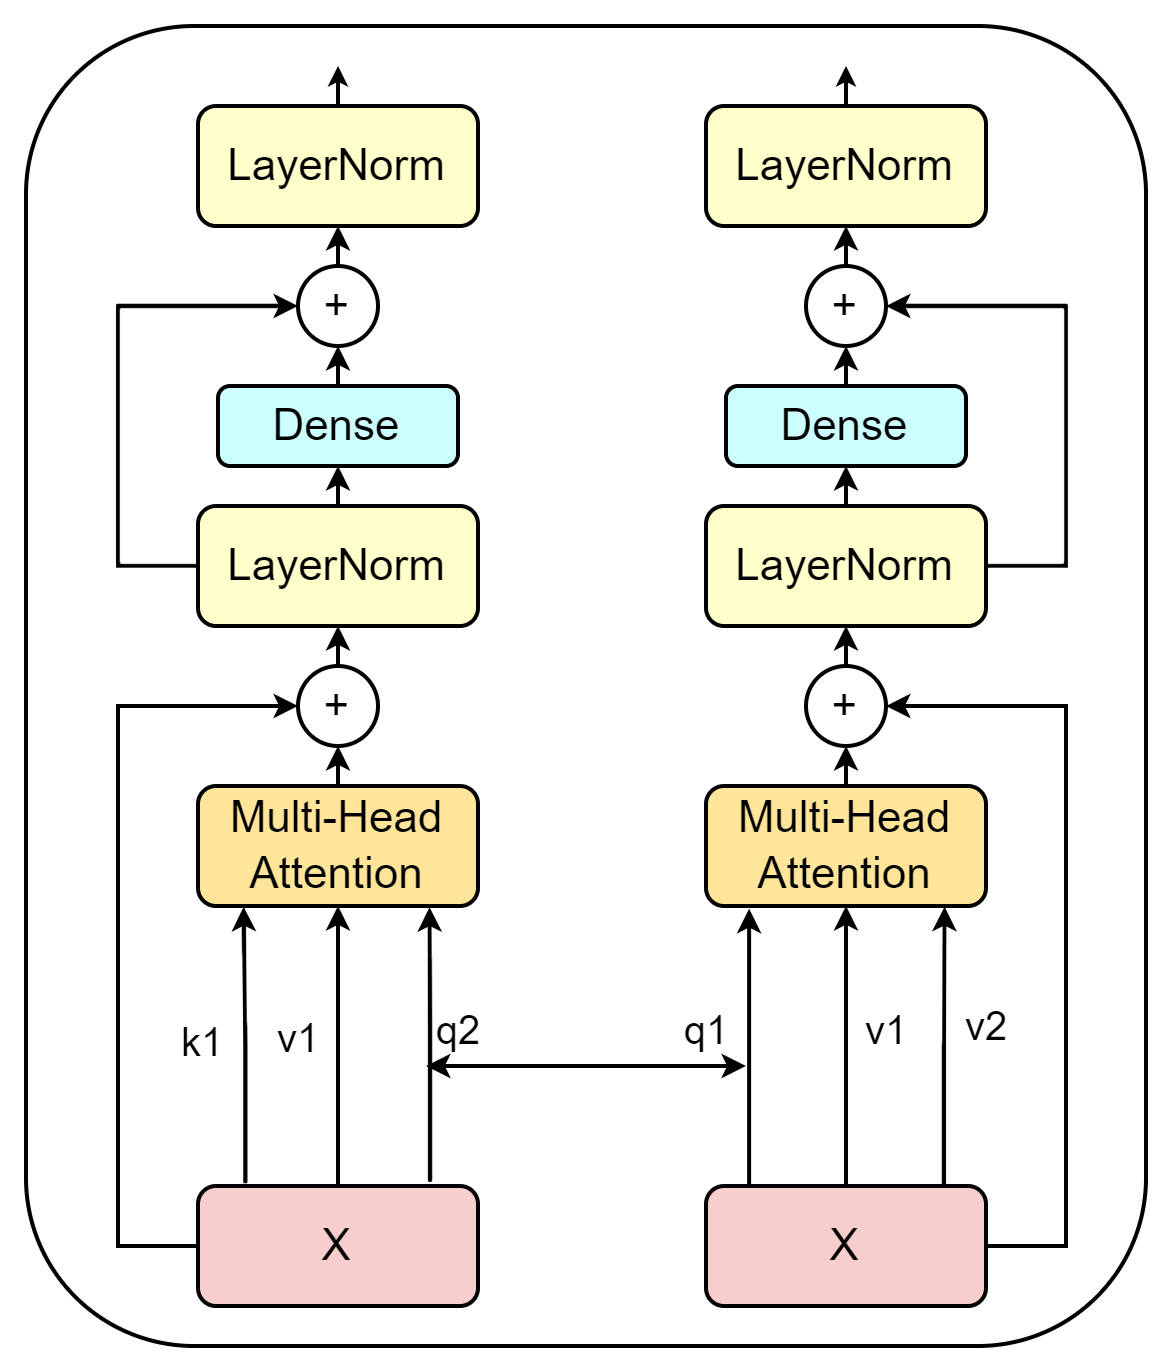 LayerNorm
+
Dense
LayerNorm
+
Multi-Head
Attention
k1
v1
q2
X
LayerNorm
+
Dense
LayerNorm
+
Multi-Head
Attention
q1
v1
v2
X